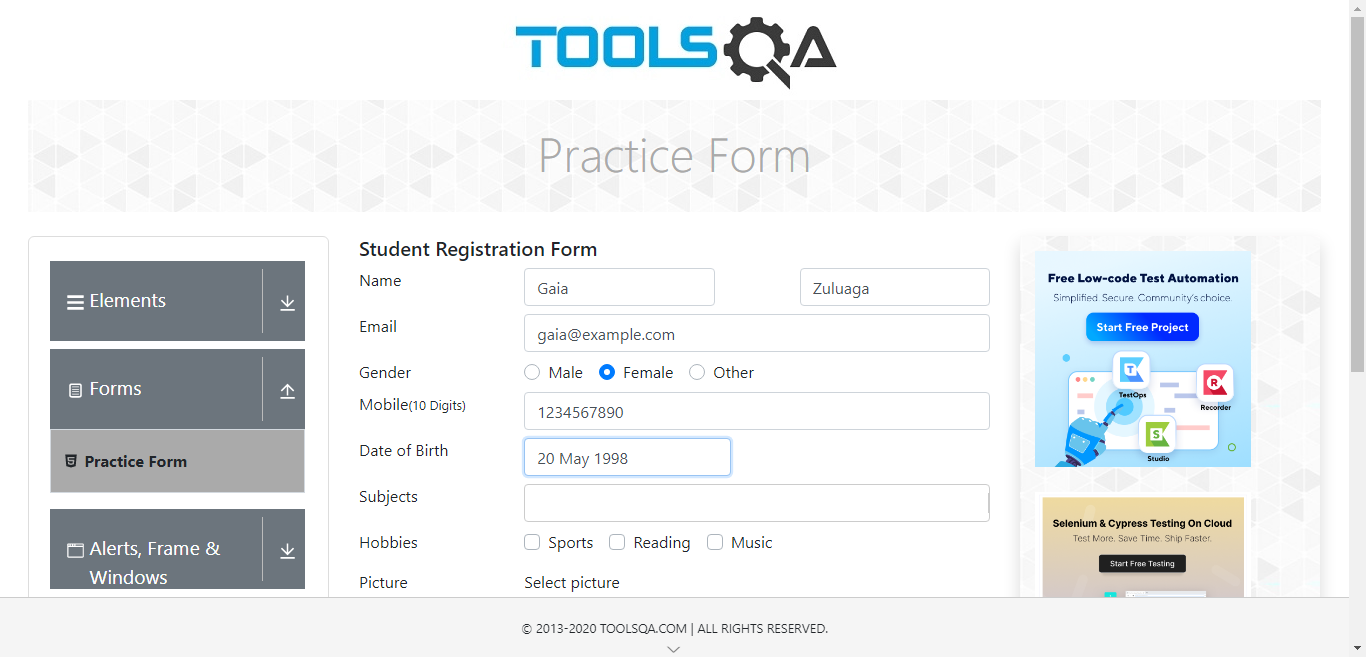 TOOLSQA
Practice Form
Elements
Forms
Practice Form
Alerts, Frame &
Windows
Student Registration Form
Name Gaia Zuluaga
Email gaia@example.com
Gender Male Female Other
Mobile(10 Digits) 1234567890
Date of Birth 20 May 1998
Subjects
Hobbies Sports Reading Music
Picture Select picture
Free Low-code Test Automation
Simplified. Secure. Community's choice.
Start Free Project
TestOps
Recorder
Studio
Selenium & Cypress Testing On Cloud
Test More. Save Time. Ship Faster.
Start Free Testing
© 2013-2020 TOOLSQA.COM | ALL RIGHTS RESERVED.